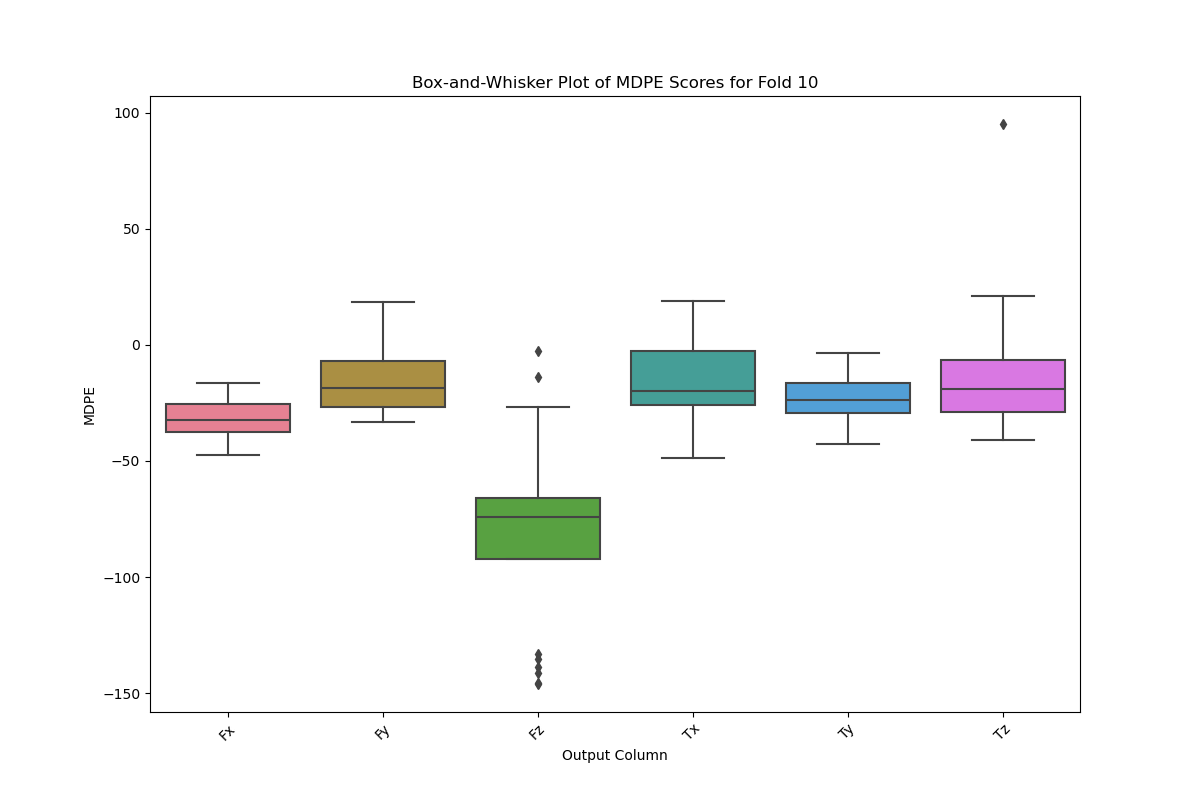 Box-and-Whisker Plot of MDPE Scores for Fold 10
MDPE
100
50
0
−50
−100
−150
Fx
Fy
Fz
Tx
Ty
Tz
Output Column